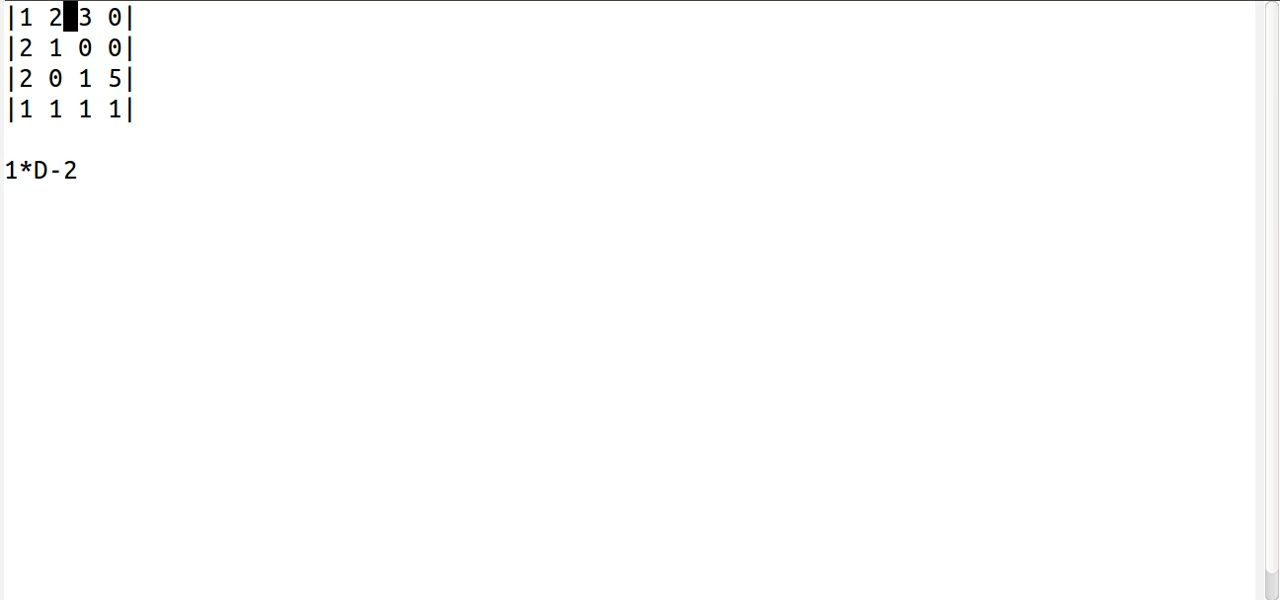 |1 2 3 0|
|2 1 0 0|
|2 0 1 5|
|1 1 1 1|
1*D-2